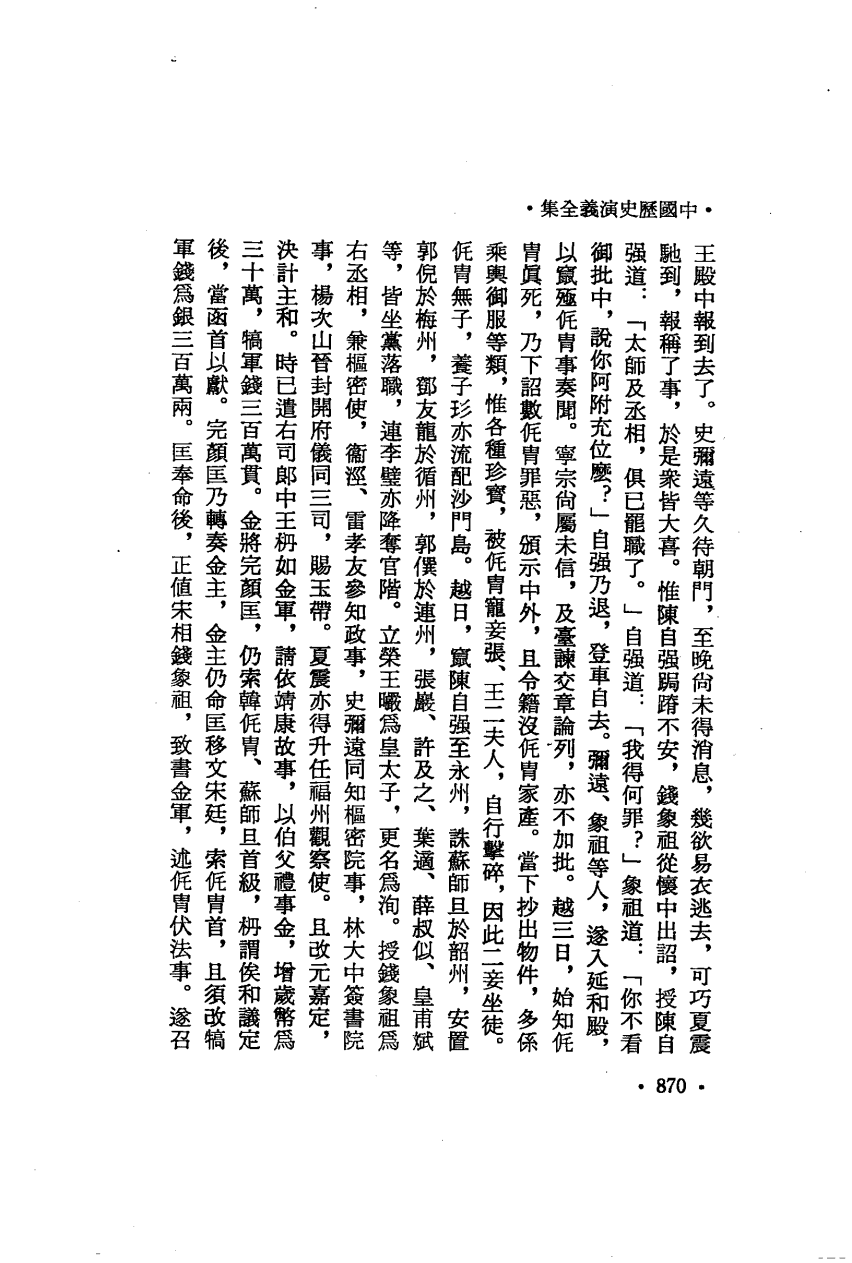 ·中國歷史演義全集·
王殿中報到去了。史彌遠等久待朝門，至晚尙未得消息，幾欲易衣逃去，可巧夏震
馳到，報稱了事，於是衆皆大喜。惟陳自强跼蹐不安，錢象祖從懷中出詔，授陳自
强道：「太師及丞相，俱已罷職了。」自强道：「我得何罪？」象祖道：「你不看
御批中，說你阿附充位麼？」自强乃退，登車自去。彌遠、象祖等人，遂入延和殿，
以竄殛侂冑事奏聞。寧宗尙屬未信，及臺諫交章論列，亦不加批。越三日，始知侂
冑眞死，乃下詔數侂冑罪惡，頒示中外，且令籍沒侂冑家產。當下抄出物件，多係
乘輿御服等類，惟各種珍寶，被侂冑寵妾張、王二夫人，自行擊碎，因此二妾坐徒。
侂冑無子，養子㺭亦流配沙門島。越日，竄陳自强至永州，誅蘇師旦於韶州，安置
郭倪於梅州，鄧友龍於循州，郭僎於連州，張巖、許及之、葉適、薛叔似、皇甫斌
等，皆坐黨落職，連李璧亦降奪官階。立榮王㬎爲皇太子，更名爲洵。授錢象祖爲
右丞相，兼樞密使，衞涇、雷孝友參知政事，史彌遠同知樞密院事，林大中簽書院
事，楊次山晉封開府儀同三司，賜玉帶。夏震亦得升任福州觀察使。且改元嘉定，
決計主和。時已遣右司郞中王枬如金軍，請依靖康故事，以伯父禮事金，增歲幣爲
三十萬，犒軍錢三百萬貫。金將完顏匡，仍索韓侂冑、蘇師旦首級，枬謂俟和議定
後，當函首以獻。完顏匡乃轉奏金主，金主仍命匡移文宋廷，索侂冑首，且須改犒
軍錢爲銀三百萬兩。匡奉命後，正値宋相錢象祖，致書金軍，述侂冑伏法事。遂召
·870·